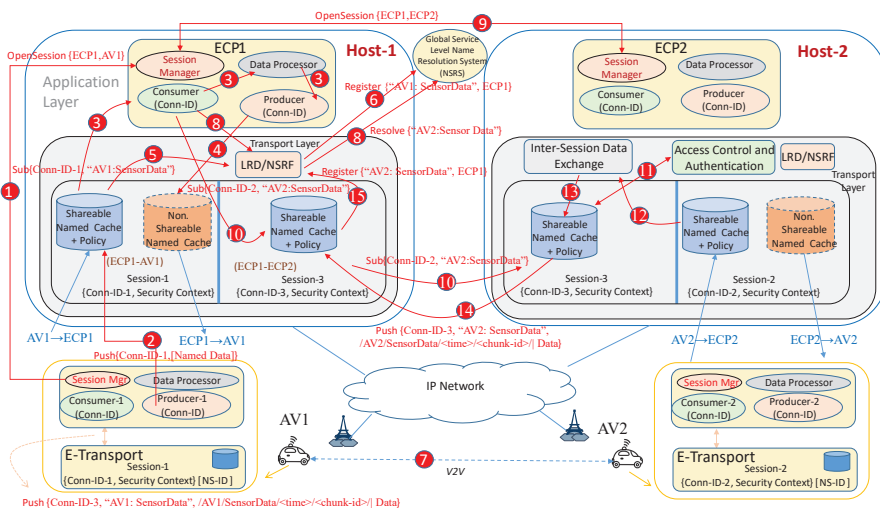 OpenSession {ECP1,ECP2}
9
OpenSession {ECP1,AV1}
ECP1
Host-1
Global Service
Level Name
Resolution System
(NSRS)
ECP2
Host-2
Application
Layer
Session
Manager
Data Processor
3
3
Consumer
(Conn-ID)
Producer
(Conn-ID)
Session
Manager
Data Processor
Consumer
(Conn-ID)
Producer
(Conn-ID)
6
Register {“AV1: SensorData”, ECP1}
3
8
8
Resolve {“AV2:Sensor Data”}
4
5
Transport Layer
LRD/NSRF
Inter-Session Data
Exchange
Access Control and
Authentication
LRD/NSRF
Transport
Layer
Sub{Conn-ID-1, “AV1:SensorData”}
Register {“AV2:SensorData”, ECP1}
Sub{Conn-ID-2, “AV2:SensorData”}
1
11
13
12
15
10
Shareable
Named Cache
+ Policy
Non.
Shareable
Named Cache
Shareable
Named Cache
+ Policy
Shareable
Named Cache
+ Policy
Shareable
Named Cache
+ Policy
Non.
Shareable
Named Cache
(ECP1-AV1)
(ECP1-ECP2)
Sub{Conn-ID-2, “AV2:SensorData”}
10
Session-1
{Conn-ID-1, Security Context}
Session-3
{Conn-ID-3, Security Context}
Session-3
{Conn-ID-3, Security Context}
Session-2
{Conn-ID-2, Security Context}
14
AV1→ECP1
2
ECP1→AV1
Push {Conn-ID-3, “AV2: SensorData”,
/AV2/SensorData/<time>/<chunk-id>/| Data}
AV2→ECP2
ECP2→AV2
Push{Conn-ID-1,[Named Data]}
Session Mgr
Data Processor
Consumer-1
(Conn-ID)
Producer-1
(Conn-ID)
IP Network
Session Mgr
Data Processor
Consumer-2
(Conn-ID)
Producer-2
(Conn-ID)
AV1
AV2
7
V2V
E-Transport
Session-1
{Conn-ID-1, Security Context} [NS-ID]
E-Transport
Session-2
{Conn-ID-2, Security Context} [NS-ID]
Push {Conn-ID-3, “AV1: SensorData”, /AV1/SensorData/<time>/<chunk-id>/| Data}